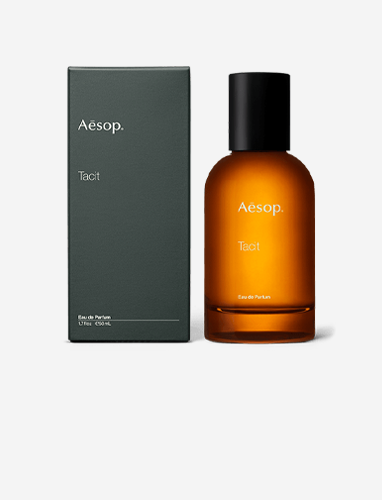 Aēsop.
Tacit
Eau de Parfum
1.7 fl oz ℮50 mL
Aēsop.
Tacit
Eau de Parfum